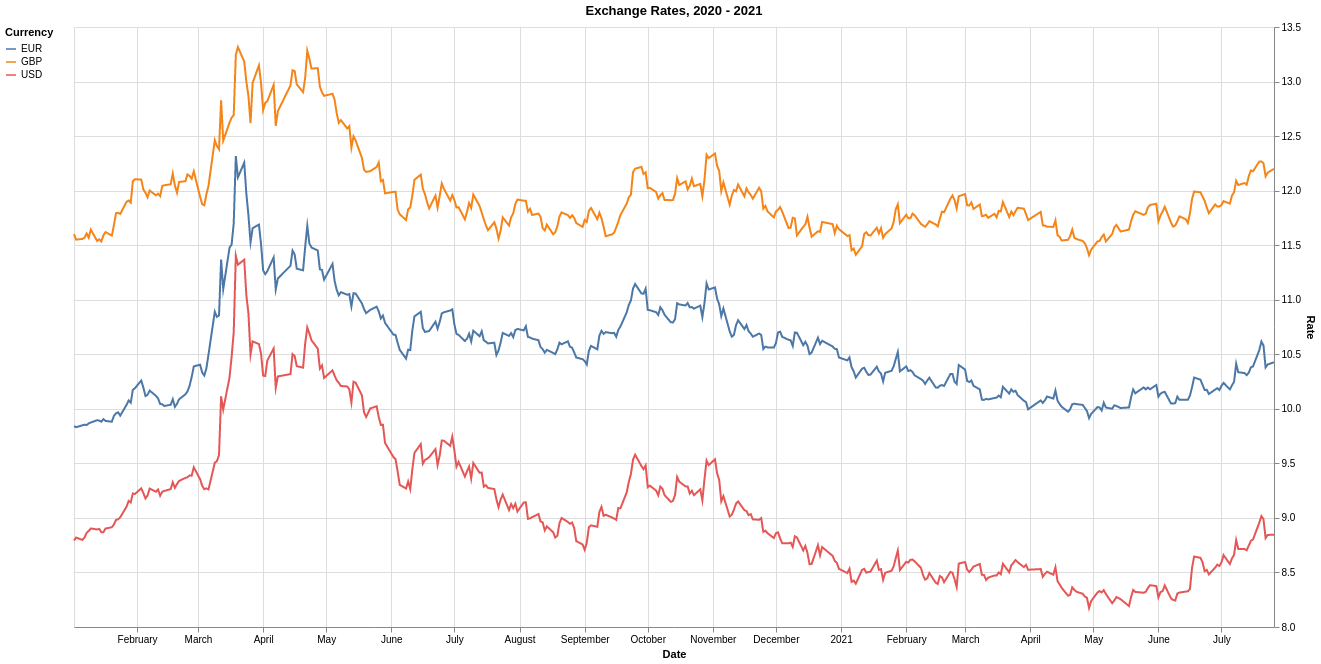 Exchange Rates, 2020 - 2021
Currency
EUR
GBP
USD
13.5
13.0
12.5
12.0
11.5
11.0
10.5
10.0
9.5
9.0
8.5
8.0
Rate
February March April May June July August September October November December 2021 February March April May June July
Date